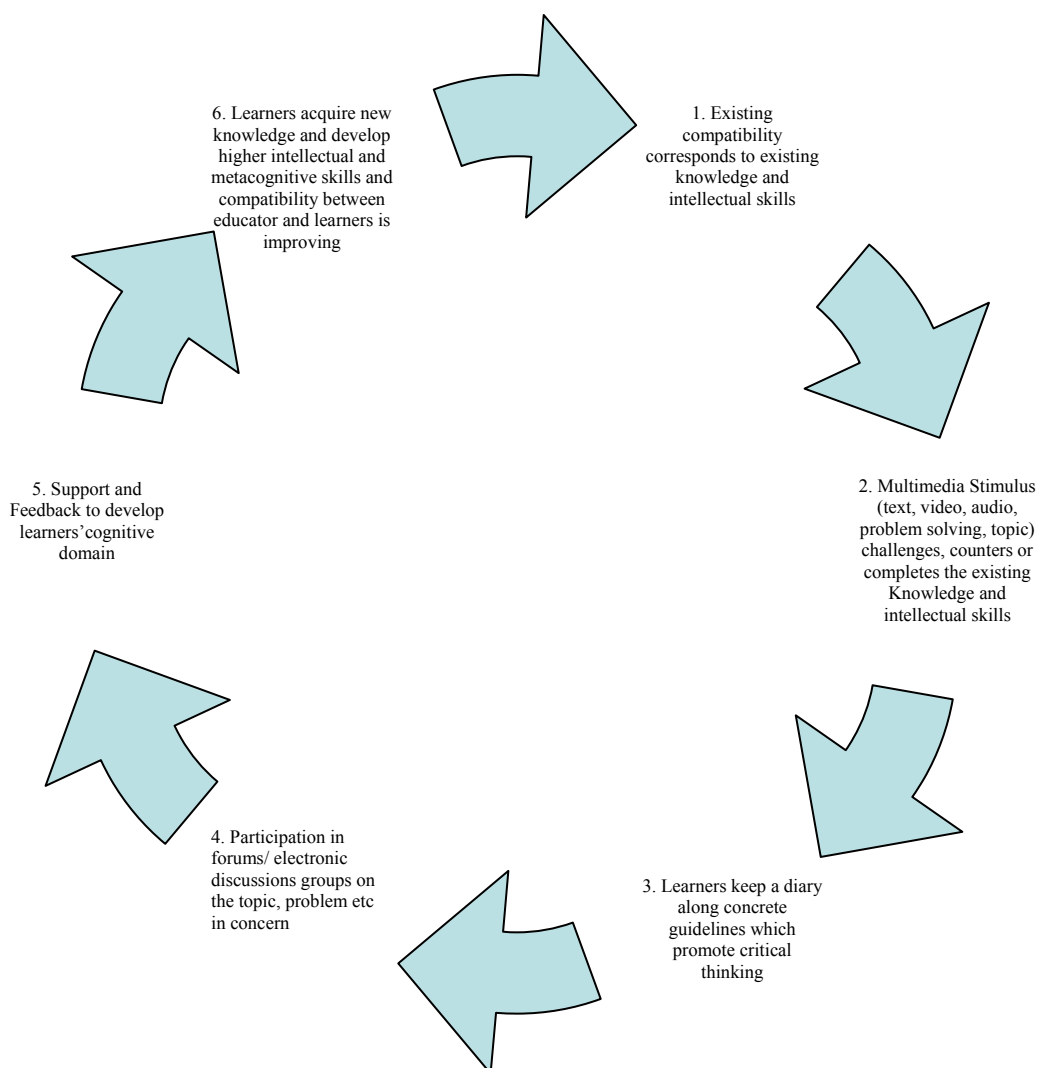 1. Existing
compatibility
corresponds to existing
knowledge and
intellectual skills
2. Multimedia Stimulus
(text, video, audio,
problem solving, topic)
challenges, counters or
completes the existing
Knowledge and
intellectual skills
3. Learners keep a diary
along concrete
guidelines which
promote critical
thinking
4. Participation in
forums/ electronic
discussions groups on
the topic, problem etc
in concern
5. Support and
Feedback to develop
learners’cognitive
domain
6. Learners acquire new
knowledge and develop
higher intellectual and
metacognitive skills and
compatibility between
educator and learners is
improving